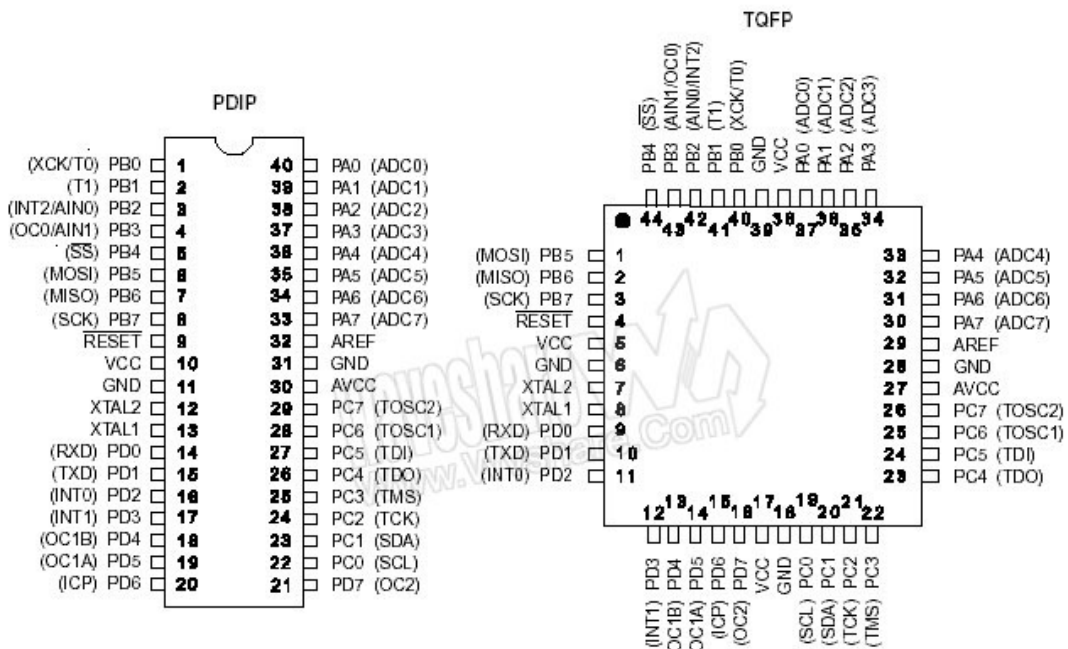 PDIP
(XCK/T0) PB0 1 40 PA0 (ADC0)
(T1) PB1 2 39 PA1 (ADC1)
(INT2/AIN0) PB2 3 38 PA2 (ADC2)
(OC0/AIN1) PB3 4 37 PA3 (ADC3)
(SS) PB4 5 36 PA4 (ADC4)
(MOSI) PB5 6 35 PA5 (ADC5)
(MISO) PB6 7 34 PA6 (ADC6)
(SCK) PB7 8 33 PA7 (ADC7)
RESET 9 32 AREF
VCC 10 31 GND
GND 11 30 AVCC
XTAL2 12 29 PC7 (TOSC2)
XTAL1 13 28 PC6 (TOSC1)
(RXD) PD0 14 27 PC5 (TDI)
(TXD) PD1 15 26 PC4 (TDO)
(INT0) PD2 16 25 PC3 (TMS)
(INT1) PD3 17 24 PC2 (TCK)
(OC1B) PD4 18 23 PC1 (SDA)
(OC1A) PD5 19 22 PC0 (SCL)
(ICP) PD6 20 21 PD7 (OC2)
TQFP
PB4 (SS)
PB3 (AIN1/OC0)
PB2 (AIN0/INT2)
PB1 (T1)
PB0 (XCK/T0)
GND
VCC
PA0 (ADC0)
PA1 (ADC1)
PA2 (ADC2)
PA3 (ADC3)
44 43 42 41 40 39 38 37 36 35 34
(MOSI) PB5 1 33 PA4 (ADC4)
(MISO) PB6 2 32 PA5 (ADC5)
(SCK) PB7 3 31 PA6 (ADC6)
RESET 4 30 PA7 (ADC7)
VCC 5 29 AREF
GND 6 28 GND
XTAL2 7 27 AVCC
XTAL1 8 26 PC7 (TOSC2)
(RXD) PD0 9 25 PC6 (TOSC1)
(TXD) PD1 10 24 PC5 (TDI)
(INT0) PD2 11 23 PC4 (TDO)
12 13 14 15 16 17 18 19 20 21 22
(INT1) PD3
OC1B) PD4
OC1A) PD5
(ICP) PD6
(OC2) PD7
VCC
GND
(SCL) PC0
(SDA) PC1
(TCK) PC2
(TMS) PC3